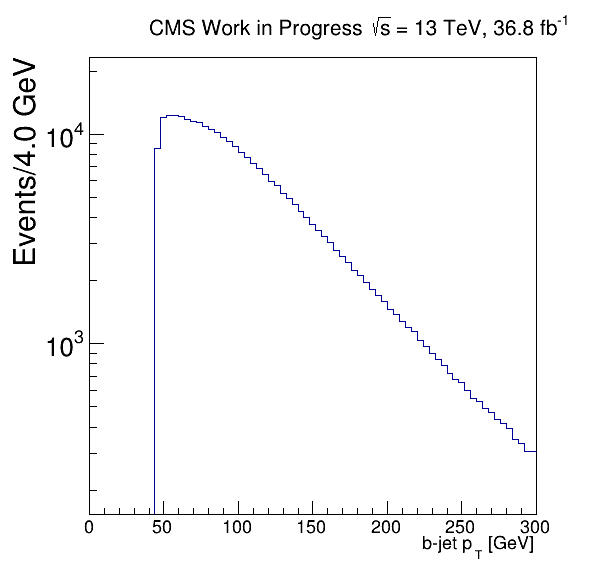 CMS Work in Progress √s = 13 TeV, 36.8 fb⁻¹
Events/4.0 GeV
10⁴
10³
0 50 100 150 200 250 300
b-jet p_T [GeV]